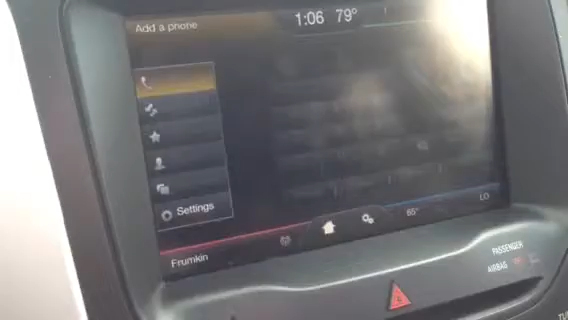 Add a phone
1:06 79°
Settings
Frumkin
65°
LO
PASSENGER
AIRBAG